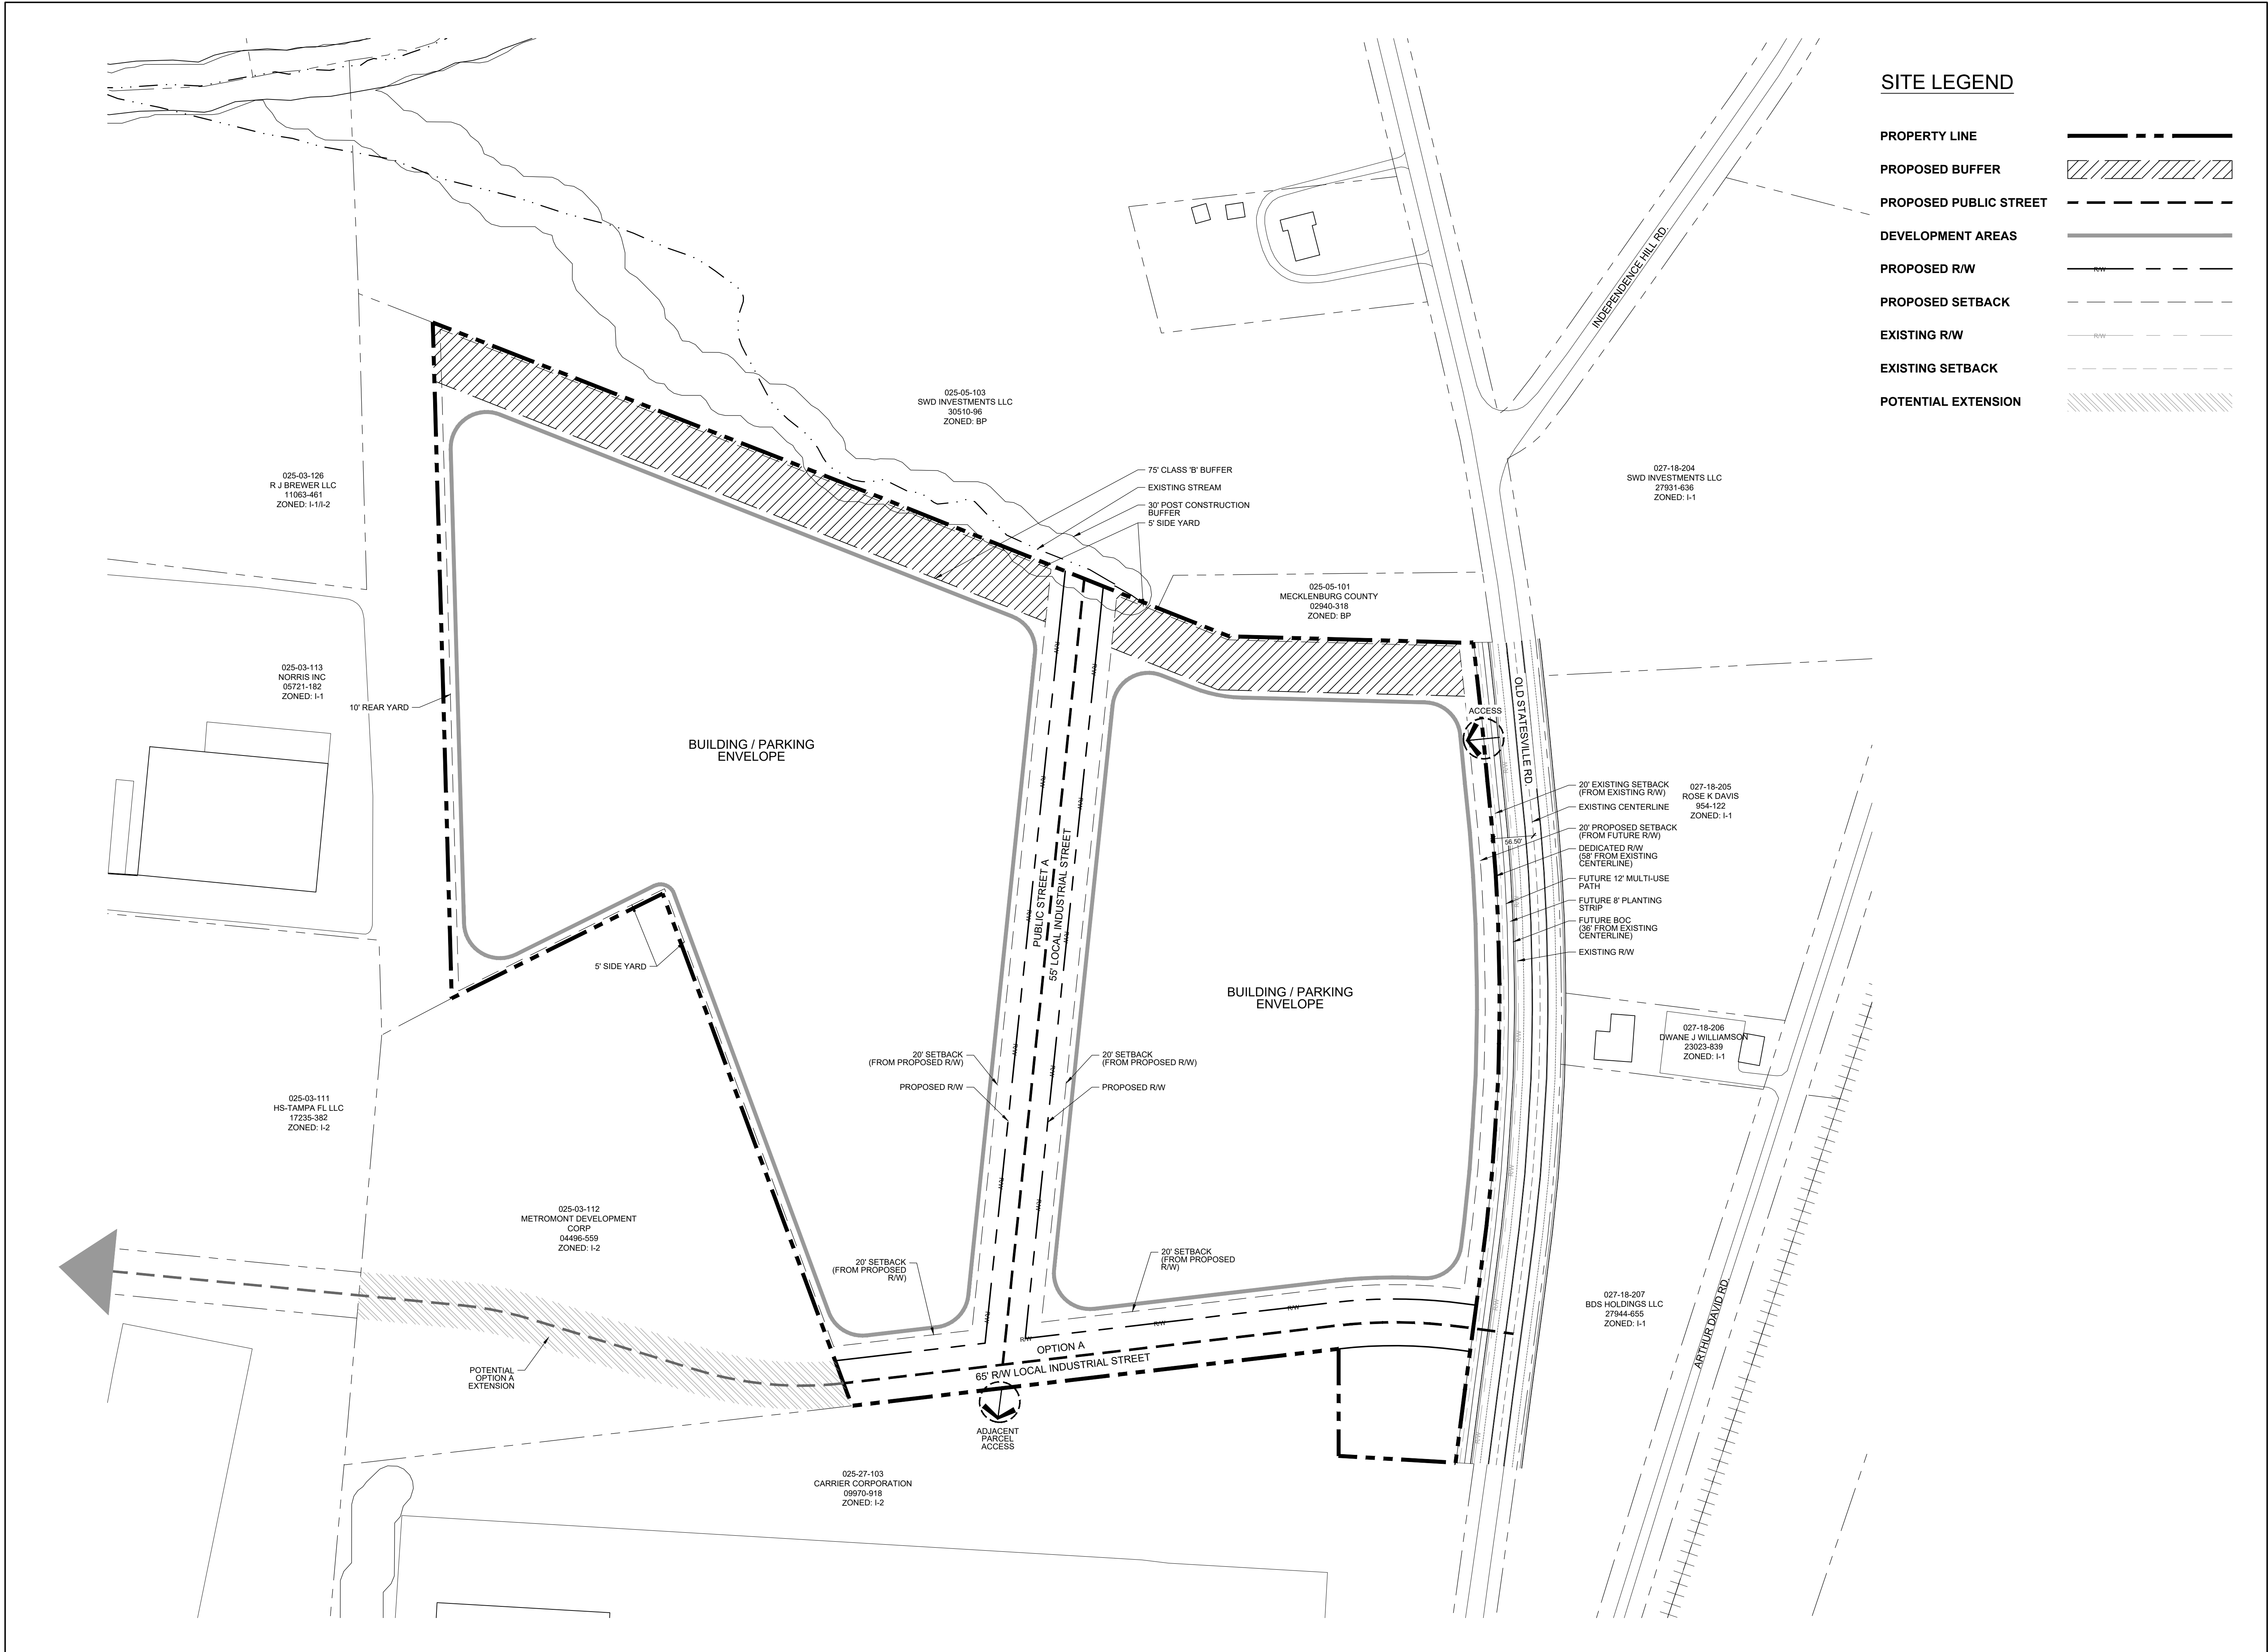 SITE LEGEND
PROPERTY LINE
PROPOSED BUFFER
PROPOSED PUBLIC STREET
DEVELOPMENT AREAS
PROPOSED R/W
R/W
PROPOSED SETBACK
EXISTING R/W
R/W
EXISTING SETBACK
POTENTIAL EXTENSION
INDEPENDENCE HILL RD.
025-05-103
SWD INVESTMENTS LLC
30510-96
ZONED: BP
025-03-126
R J BREWER LLC
11063-461
ZONED: I-1/I-2
75' CLASS 'B' BUFFER
EXISTING STREAM
30' POST CONSTRUCTION
BUFFER
5' SIDE YARD
027-18-204
SWD INVESTMENTS LLC
27931-636
ZONED: I-1
025-05-101
MECKLENBURG COUNTY
02940-318
ZONED: BP
025-03-113
NORRIS INC
05721-182
ZONED: I-1
10' REAR YARD
BUILDING / PARKING
ENVELOPE
ACCESS
OLD STATESVILLE RD.
20' EXISTING SETBACK
(FROM EXISTING R/W)
EXISTING CENTERLINE
20' PROPOSED SETBACK
(FROM FUTURE R/W)
DEDICATED R/W
(58' FROM EXISTING
CENTERLINE)
FUTURE 12' MULTI-USE
PATH
FUTURE 8' PLANTING
STRIP
FUTURE BOC
(36' FROM EXISTING
CENTERLINE)
EXISTING R/W
56.50'
027-18-205
ROSE K DAVIS
954-122
ZONED: I-1
PUBLIC STREET A
55' LOCAL INDUSTRIAL STREET
R/W
R/W
R/W
R/W
R/W
R/W
R/W
R/W
R/W
R/W
R/W
5' SIDE YARD
BUILDING / PARKING
ENVELOPE
R/W
R/W
R/W
R/W
R/W
R/W
027-18-206
DWANE J WILLIAMSON
23023-839
ZONED: I-1
20' SETBACK
(FROM PROPOSED R/W)
PROPOSED R/W
20' SETBACK
(FROM PROPOSED R/W)
PROPOSED R/W
025-03-111
HS-TAMPA FL LLC
17235-382
ZONED: I-2
025-03-112
METROMONT DEVELOPMENT
CORP
04496-559
ZONED: I-2
20' SETBACK
(FROM PROPOSED
R/W)
20' SETBACK
(FROM PROPOSED
R/W)
027-18-207
BDS HOLDINGS LLC
27944-655
ZONED: I-1
ARTHUR DAVID RD.
R/W
R/W
R/W
OPTION A
65' R/W LOCAL INDUSTRIAL STREET
POTENTIAL
OPTION A
EXTENSION
ADJACENT
PARCEL
ACCESS
025-27-103
CARRIER CORPORATION
09970-918
ZONED: I-2